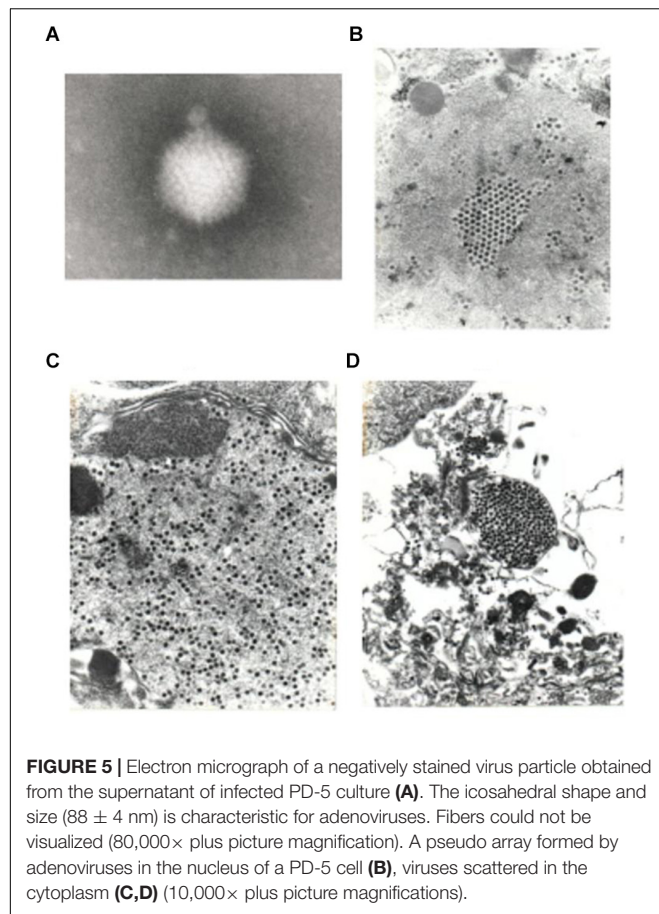 A
B
C
D
FIGURE 5 | Electron micrograph of a negatively stained virus particle obtained
from the supernatant of infected PD-5 culture (A). The icosahedral shape and
size (88 ± 4 nm) is characteristic for adenoviruses. Fibers could not be
visualized (80,000× plus picture magnification). A pseudo array formed by
adenoviruses in the nucleus of a PD-5 cell (B), viruses scattered in the
cytoplasm (C,D) (10,000× plus picture magnifications).